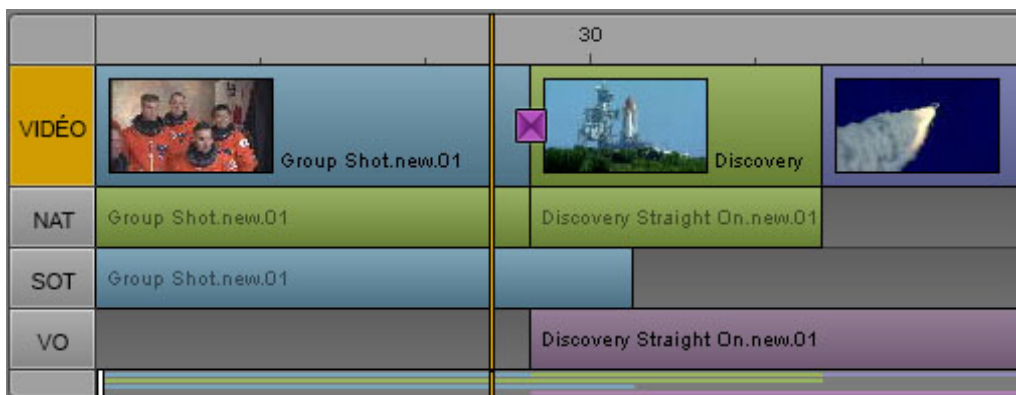 30
VIDÉO
Group Shot.new.01
Discovery
NAT
Group Shot.new.01
Discovery Straight On.new.01
SOT
Group Shot.new.01
VO
Discovery Straight On.new.01